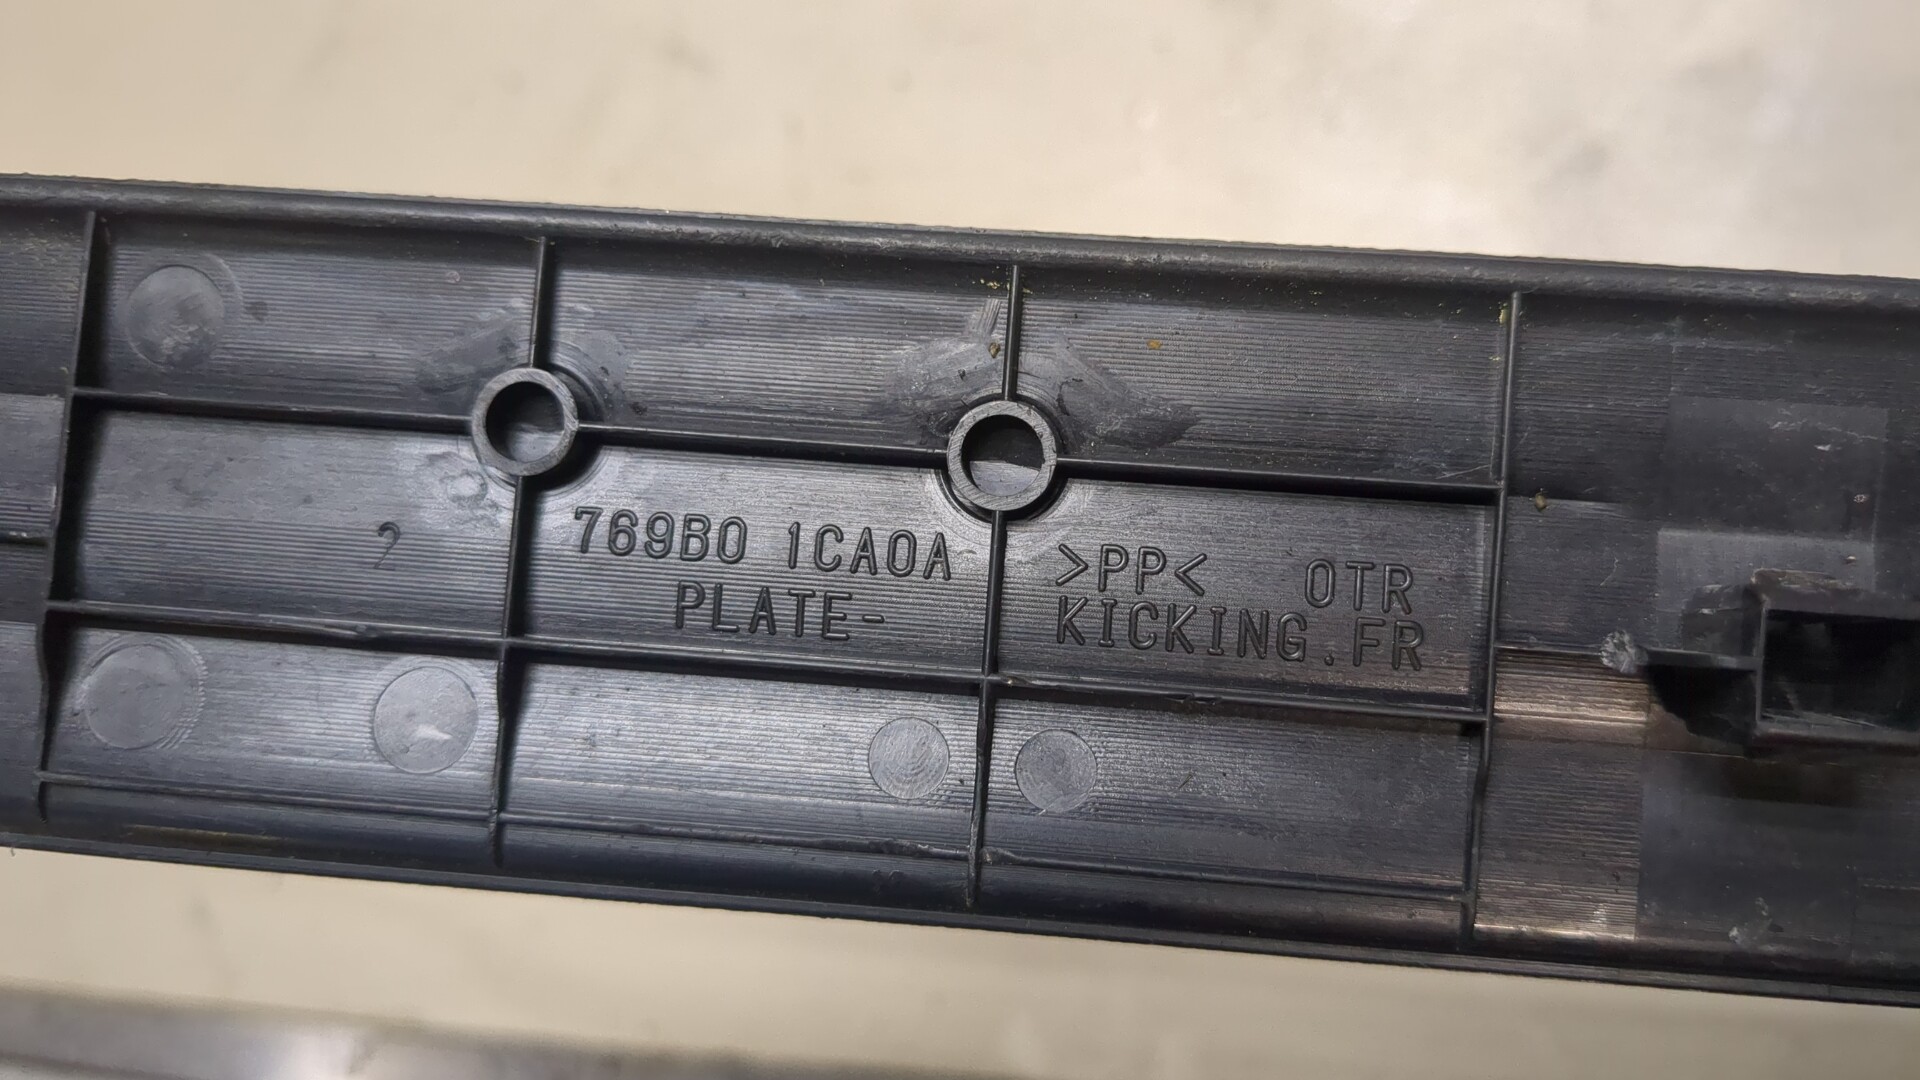 2
769B0 1CA0A >PP< OTR
PLATE- KICKING.FR